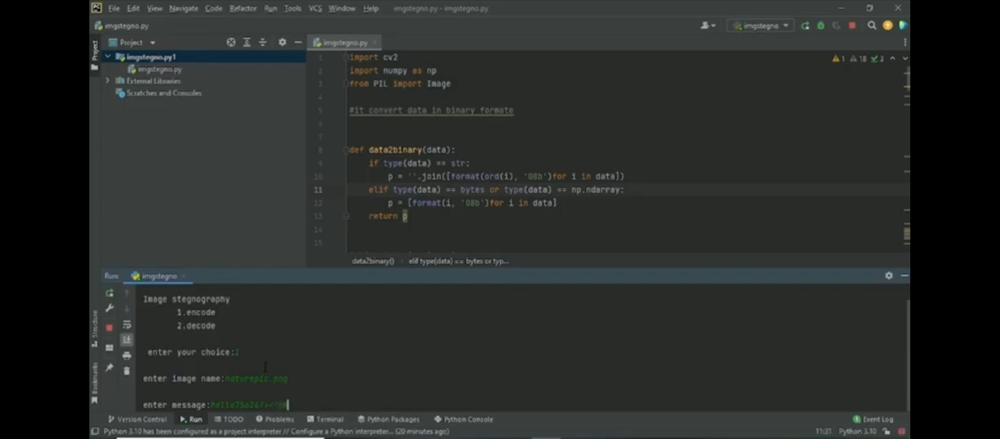 PC File Edit View Navigate Code Refactor Run Tools VCS Window Help imgstegno.py - imgstegno.py
imgstegno.py imgstegno
Project Project imgstegno.py
imgstegno.py1
imgstegno.py
External Libraries
Scratches and Consoles
1 18 3
1 import cv2
2 import numpy as np
3 from PIL import Image
4
5 #it convert data in binary formate
6
7
8 def data2binary(data):
9 if type(data) == str:
10 p = ''.join([format(ord(i), '08b')for i in data])
11 elif type(data) == bytes or type(data) == np.ndarray:
12 p = [format(i, '08b')for i in data]
13 return p
14
15
data2binary() › elif type(data) == bytes or typ...
Run: imgstegno
Image stegnography
1.encode
2.decode
enter your choice:
enter image name:naturepic.png
enter message:
Structure
Bookmarks
Version Control Run TODO Problems Terminal Python Packages Python Console 1 Event Log
Python 3.10 has been configured as a project interpreter // Configure a Python interpreter... (20 minutes ago) 11:31 Python 3.10